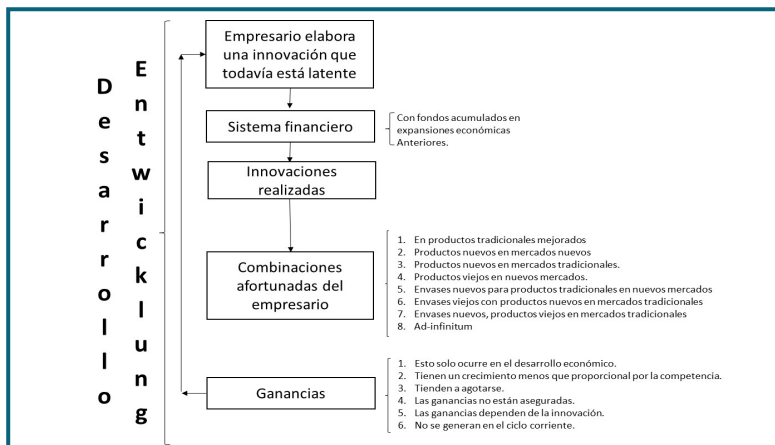 Desarrollo
Entwicklung
Empresario elabora
una innovación que
todavía está latente
Sistema financiero
Con fondos acumulados en
expansiones económicas
Anteriores.
Innovaciones
realizadas
Combinaciones
afortunadas del
empresario
1. En productos tradicionales mejorados
2. Productos nuevos en mercados nuevos
3. Productos nuevos en mercados tradicionales.
4. Productos viejos en nuevos mercados.
5. Envases nuevos para productos tradicionales en nuevos mercados
6. Envases viejos con productos nuevos en mercados tradicionales
7. Envases nuevos, productos viejos en mercados tradicionales
8. Ad-infinitum
Ganancias
1. Esto solo ocurre en el desarrollo económico.
2. Tienen un crecimiento menos que proporcional por la competencia.
3. Tienden a agotarse.
4. Las ganancias no están aseguradas.
5. Las ganancias dependen de la innovación.
6. No se generan en el ciclo corriente.